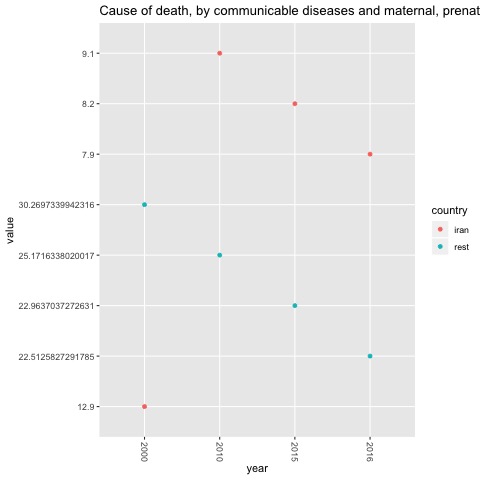 Cause of death, by communicable diseases and maternal, prenat
9.1
8.2
7.9
30.2697339942316
25.1716338020017
22.9637037272631
22.5125827291785
12.9
value
2000
2010
2015
2016
year
country
iran
rest